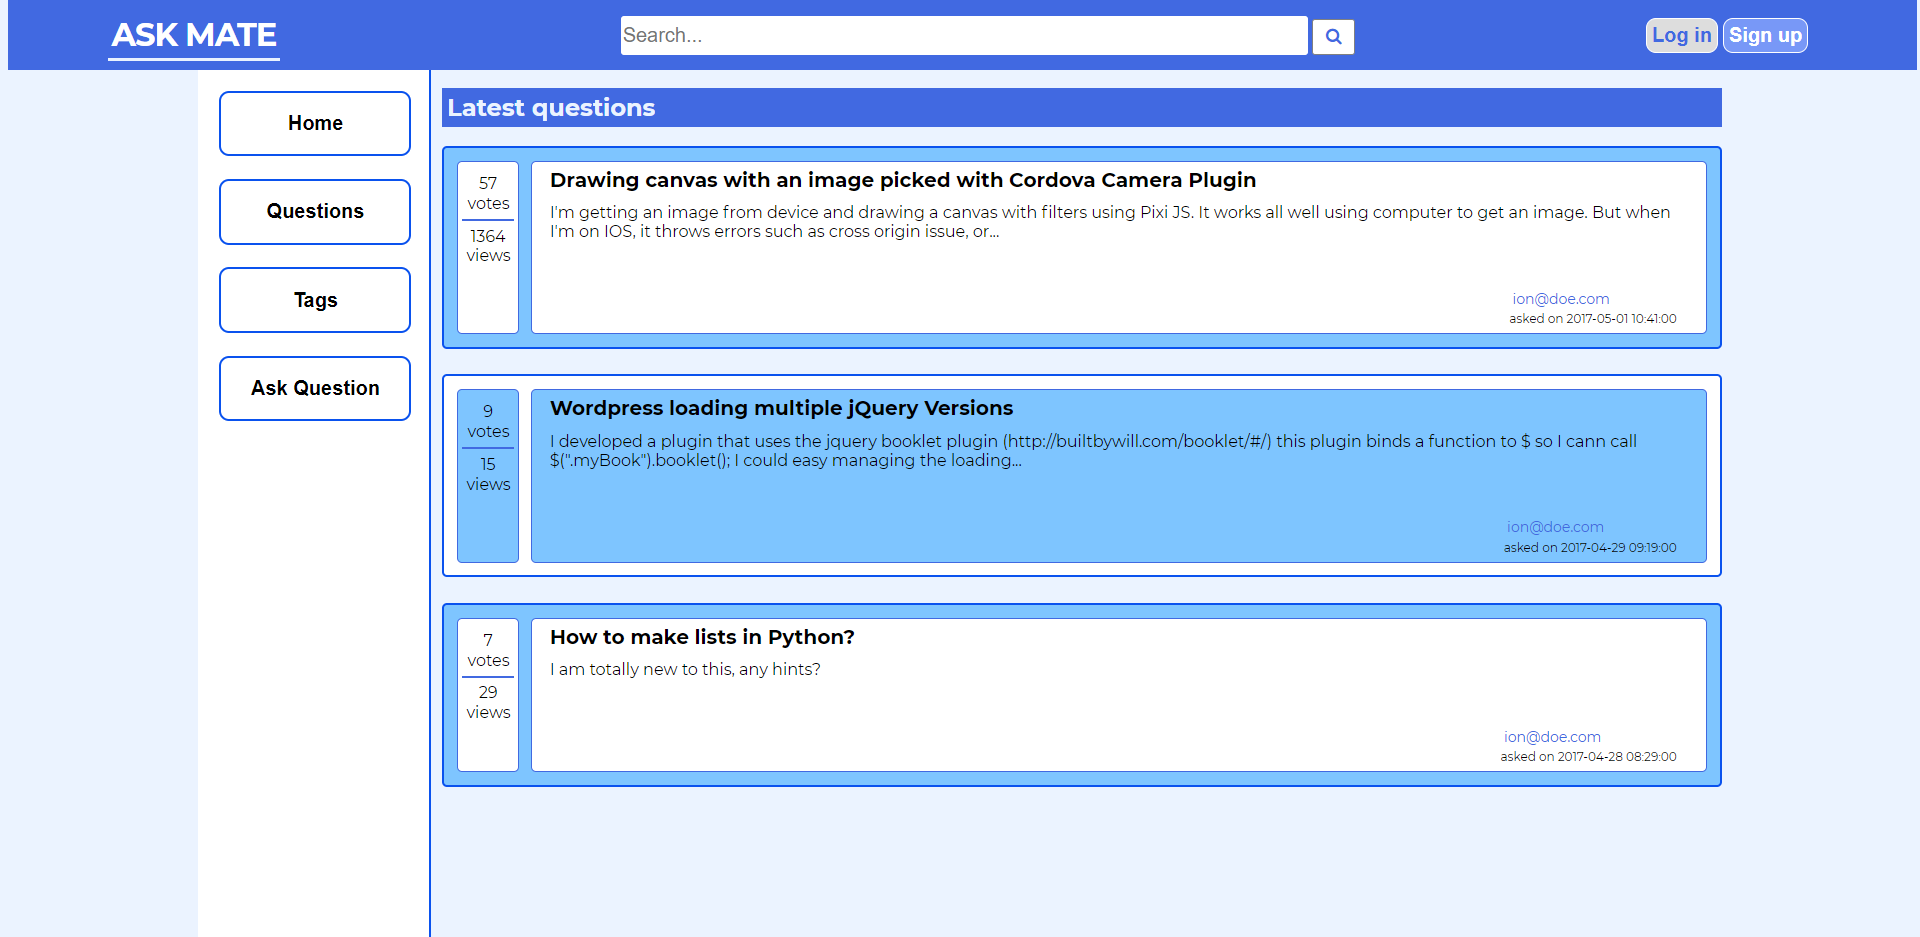 ASK MATE
Search...
Log in
Sign up
Home
Questions
Tags
Ask Question
Latest questions
57
votes
1364
views
Drawing canvas with an image picked with Cordova Camera Plugin
I'm getting an image from device and drawing a canvas with filters using Pixi JS. It works all well using computer to get an image. But when
I'm on IOS, it throws errors such as cross origin issue, or...
ion@doe.com
asked on 2017-05-01 10:41:00
9
votes
15
views
Wordpress loading multiple jQuery Versions
I developed a plugin that uses the jquery booklet plugin (http://builtbywill.com/booklet/#/) this plugin binds a function to $ so I cann call
$(".myBook").booklet(); I could easy managing the loading...
ion@doe.com
asked on 2017-04-29 09:19:00
7
votes
29
views
How to make lists in Python?
I am totally new to this, any hints?
ion@doe.com
asked on 2017-04-28 08:29:00